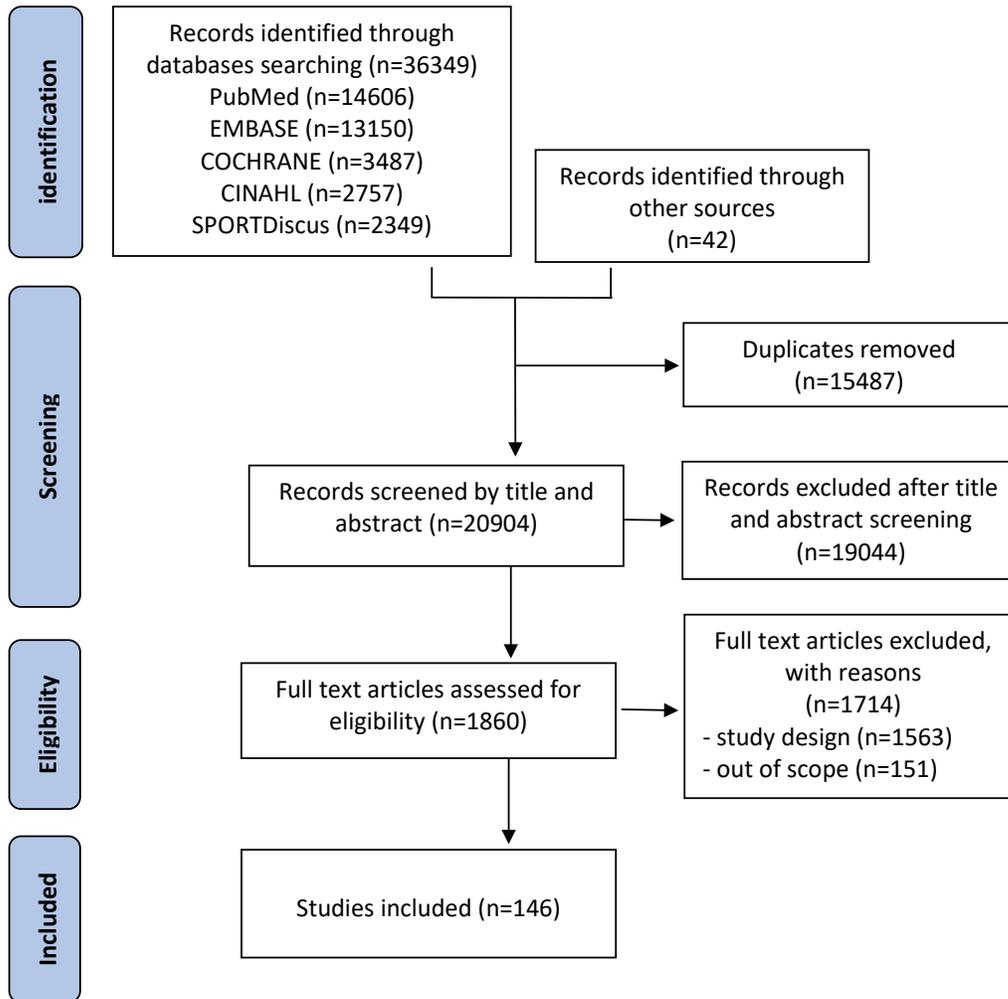 identification
Records identified through
databases searching (n=36349)
PubMed (n=14606)
EMBASE (n=13150)
COCHRANE (n=3487)
CINAHL (n=2757)
SPORTDiscus (n=2349)
Records identified through
other sources
(n=42)
Screening
Duplicates removed
(n=15487)
Records screened by title and
abstract (n=20904)
Records excluded after title
and abstract screening
(n=19044)
Eligibility
Full text articles assessed for
eligibility (n=1860)
Full text articles excluded,
with reasons
(n=1714)
- study design (n=1563)
- out of scope (n=151)
Included
Studies included (n=146)